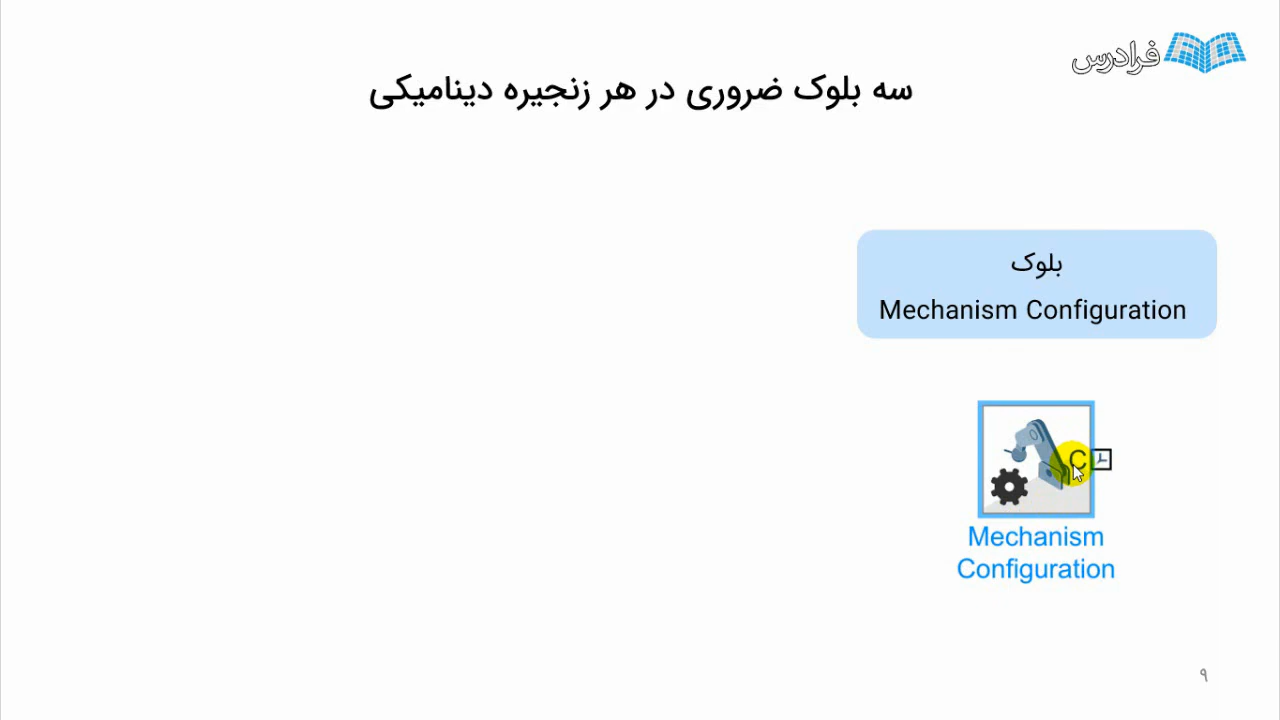 فرادرس
سه بلوک ضروری در هر زنجیره دینامیکی
بلوک
Mechanism Configuration
C
Mechanism
Configuration
۹